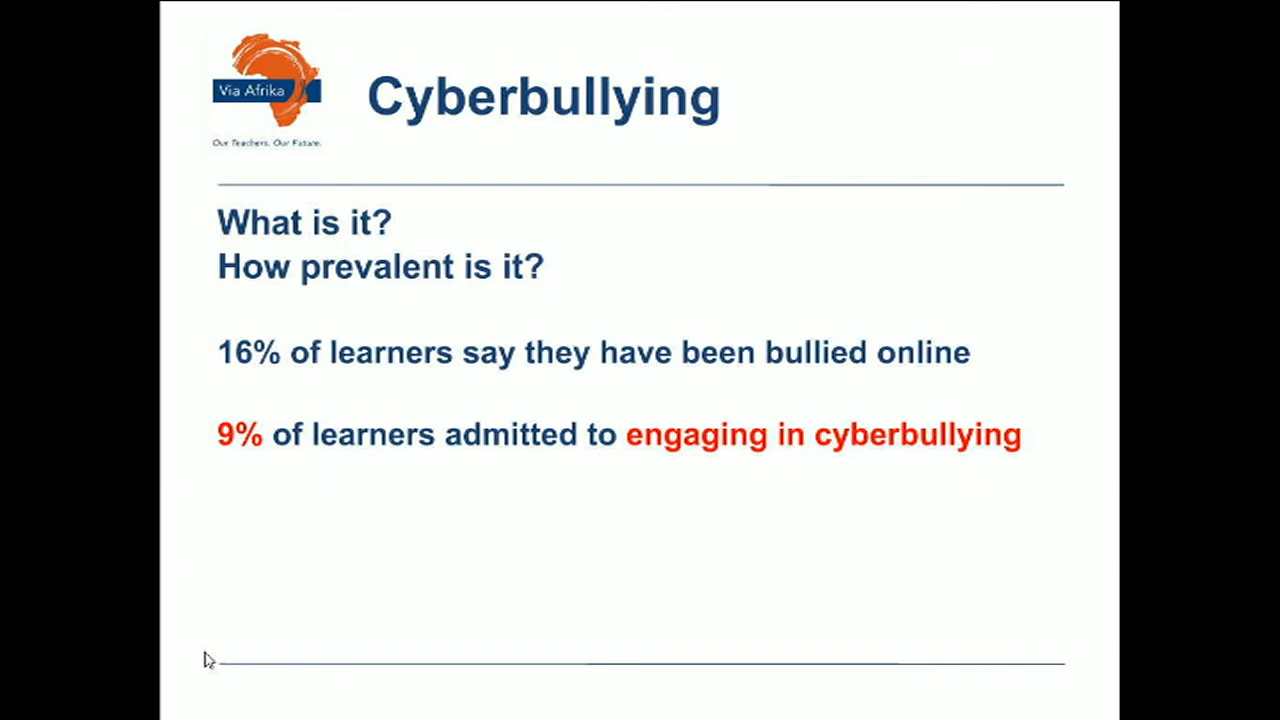 Via Afrika
Our Teachers. Our Future.
Cyberbullying
What is it?
How prevalent is it?
16% of learners say they have been bullied online
9% of learners admitted to engaging in cyberbullying